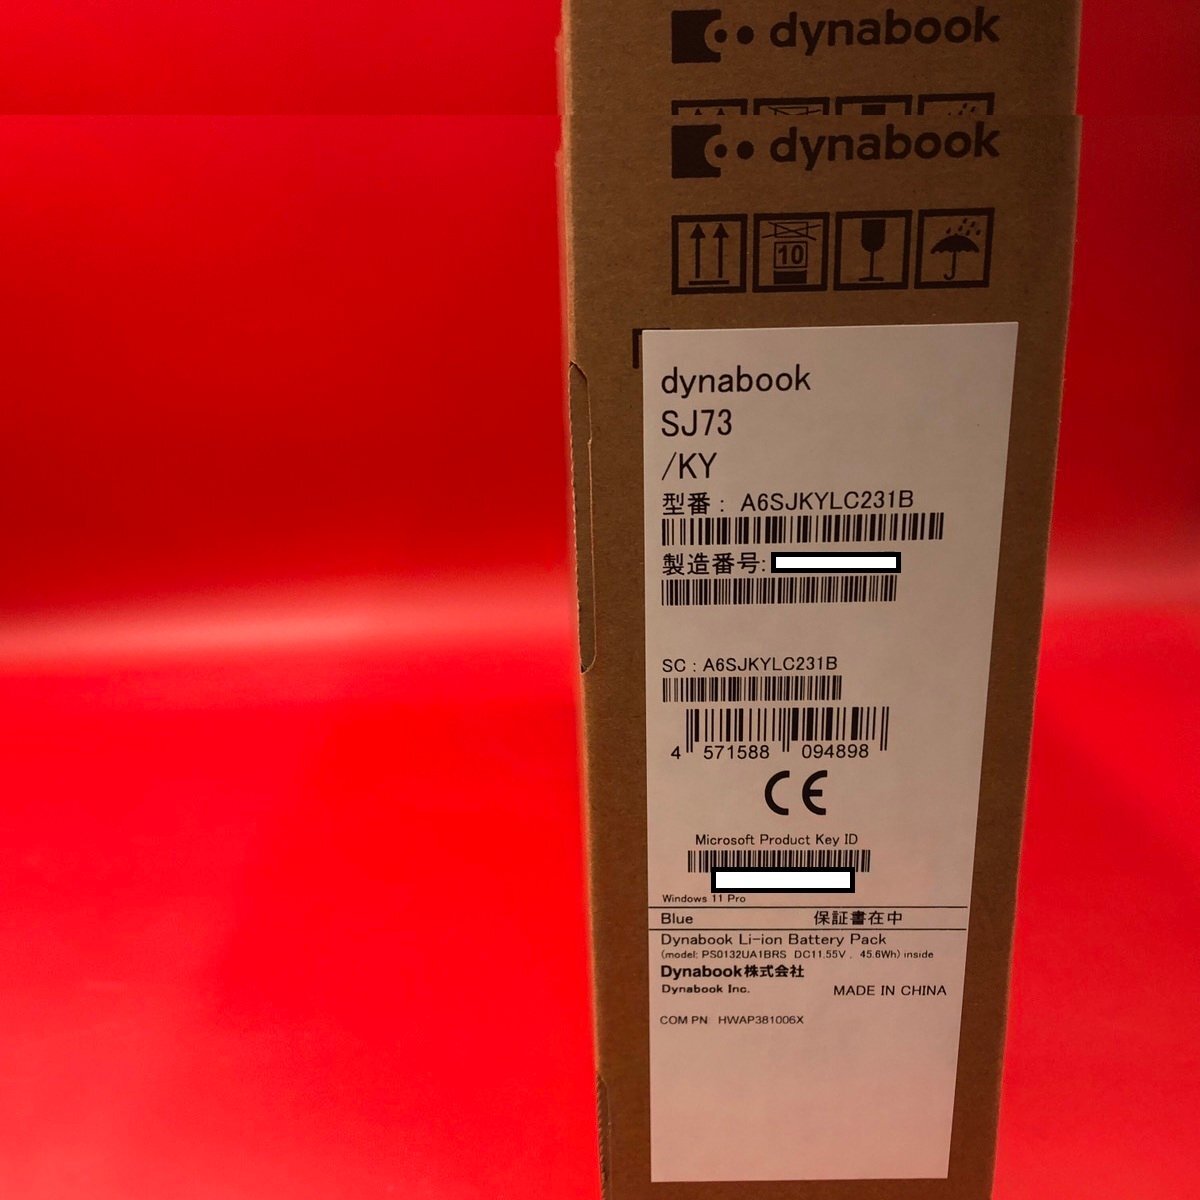 dynabook
dynabook
10
dynabook
SJ73
/KY
型番： A6SJKYLC231B
製造番号:
SC : A6SJKYLC231B
4 571588 094898
CE
Microsoft Product Key ID
Windows 11 Pro
Blue 保証書在中
Dynabook Li-ion Battery Pack
(model: PS0132UA1BRS DC11.55V , 45.6Wh) inside
Dynabook株式会社
Dynabook Inc. MADE IN CHINA
COM PN: HWAP381006X